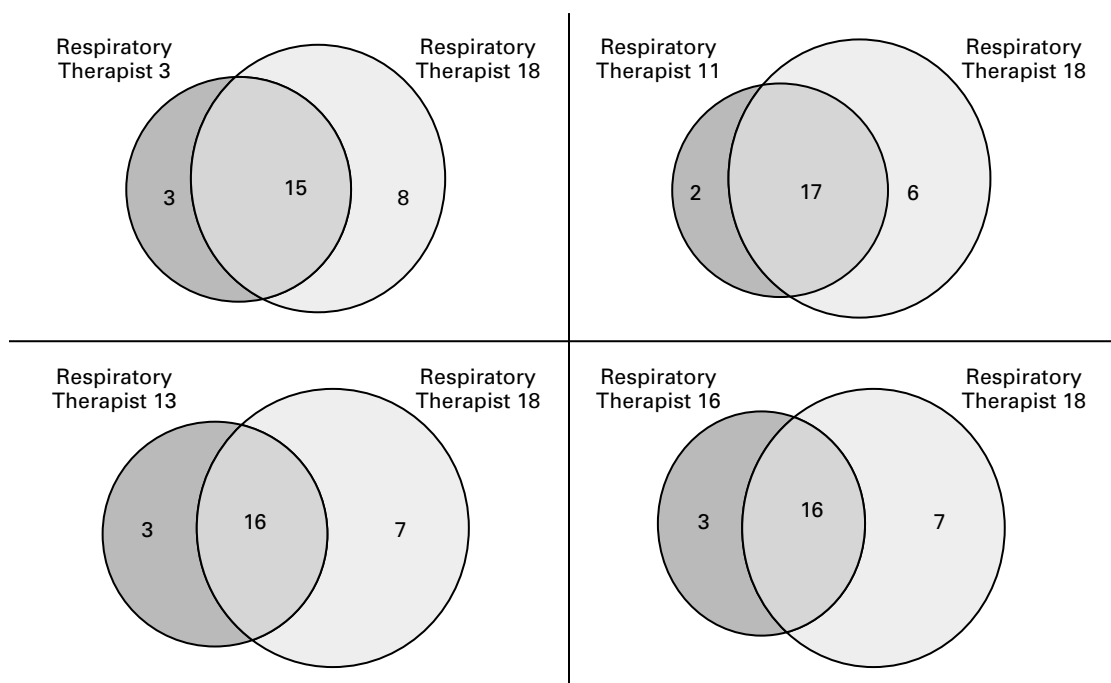 Respiratory
Therapist 3
Respiratory
Therapist 18
3
15
8
Respiratory
Therapist 11
Respiratory
Therapist 18
2
17
6
Respiratory
Therapist 13
Respiratory
Therapist 18
3
16
7
Respiratory
Therapist 16
Respiratory
Therapist 18
3
16
7